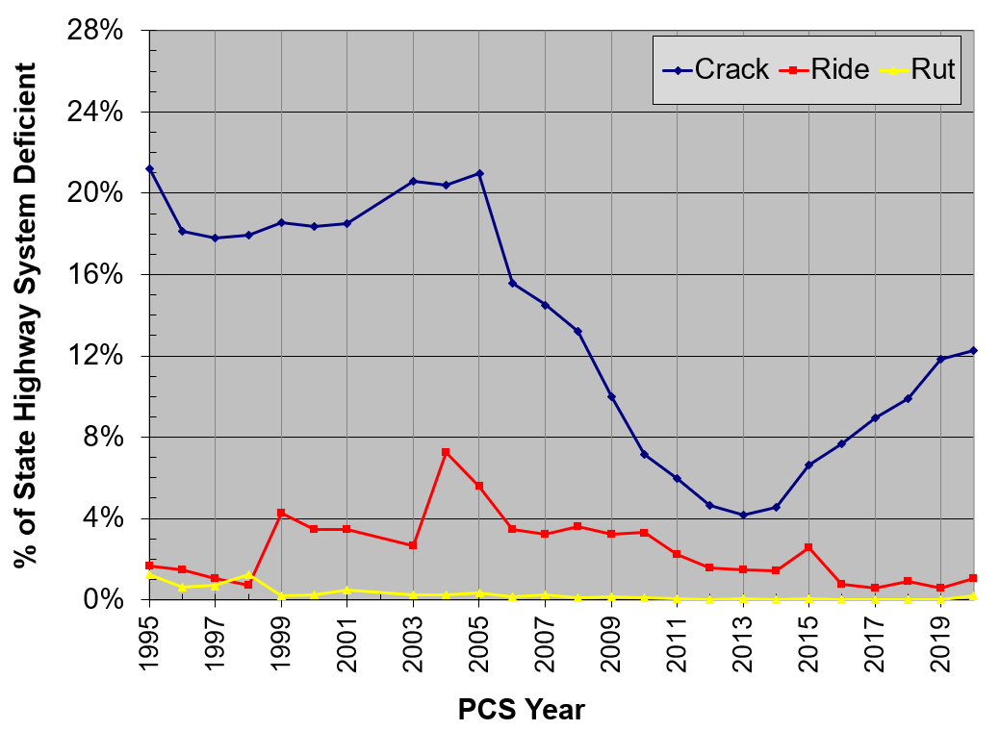 28%
24%
20%
16%
12%
8%
4%
0%
% of State Highway System Deficient
Crack Ride Rut
1995 1997 1999 2001 2003 2005 2007 2009 2011 2013 2015 2017 2019
PCS Year